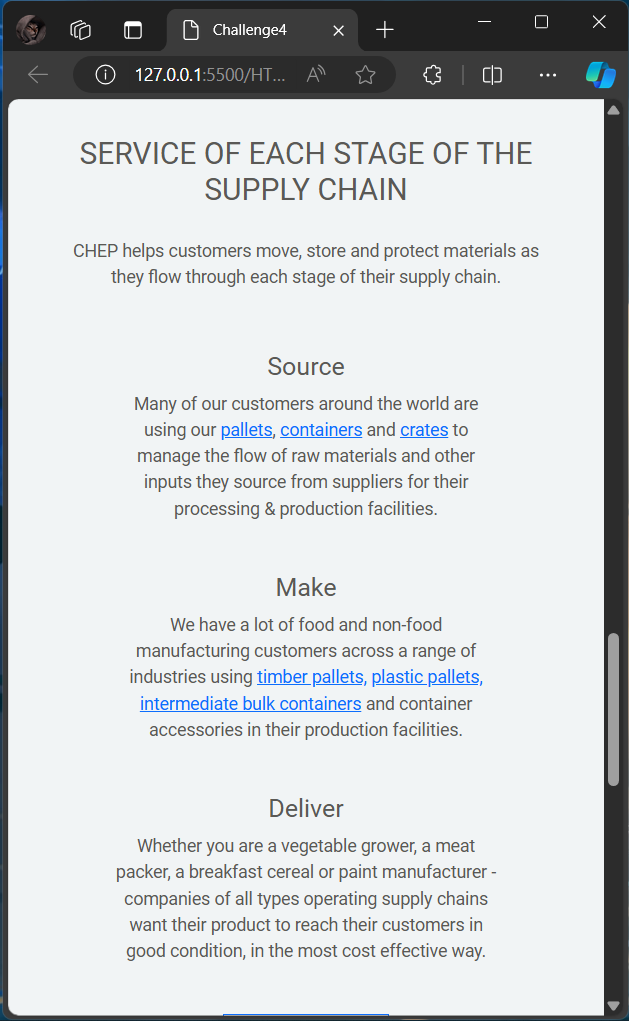 Challenge4
127.0.0.1:5500/HT...
SERVICE OF EACH STAGE OF THE
SUPPLY CHAIN
CHEP helps customers move, store and protect materials as
they flow through each stage of their supply chain.
Source
Many of our customers around the world are
using our pallets, containers and crates to
manage the flow of raw materials and other
inputs they source from suppliers for their
processing & production facilities.
Make
We have a lot of food and non-food
manufacturing customers across a range of
industries using timber pallets, plastic pallets,
intermediate bulk containers and container
accessories in their production facilities.
Deliver
Whether you are a vegetable grower, a meat
packer, a breakfast cereal or paint manufacturer -
companies of all types operating supply chains
want their product to reach their customers in
good condition, in the most cost effective way.